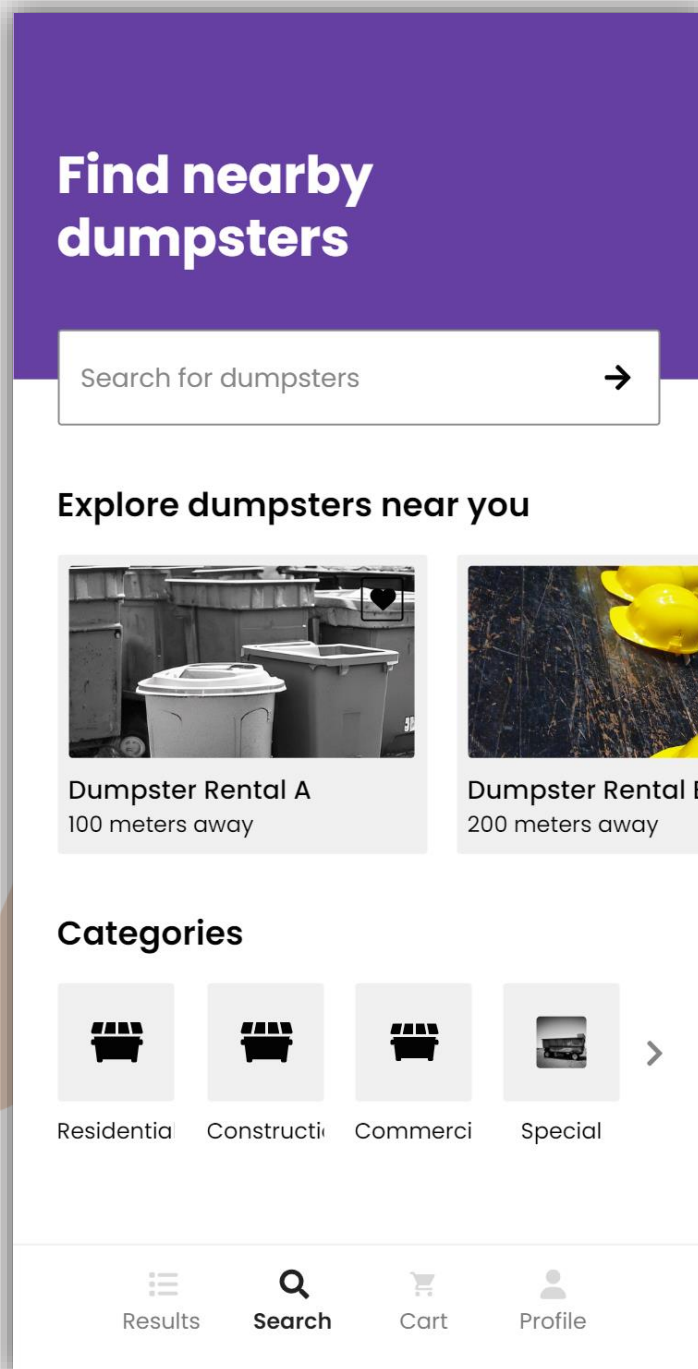 Find nearby
dumpsters
Search for dumpsters
Explore dumpsters near you
Dumpster Rental A
100 meters away
Dumpster Rental
200 meters away
Categories
Residential
Constructi
Commerci
Special
Results
Search
Cart
Profile